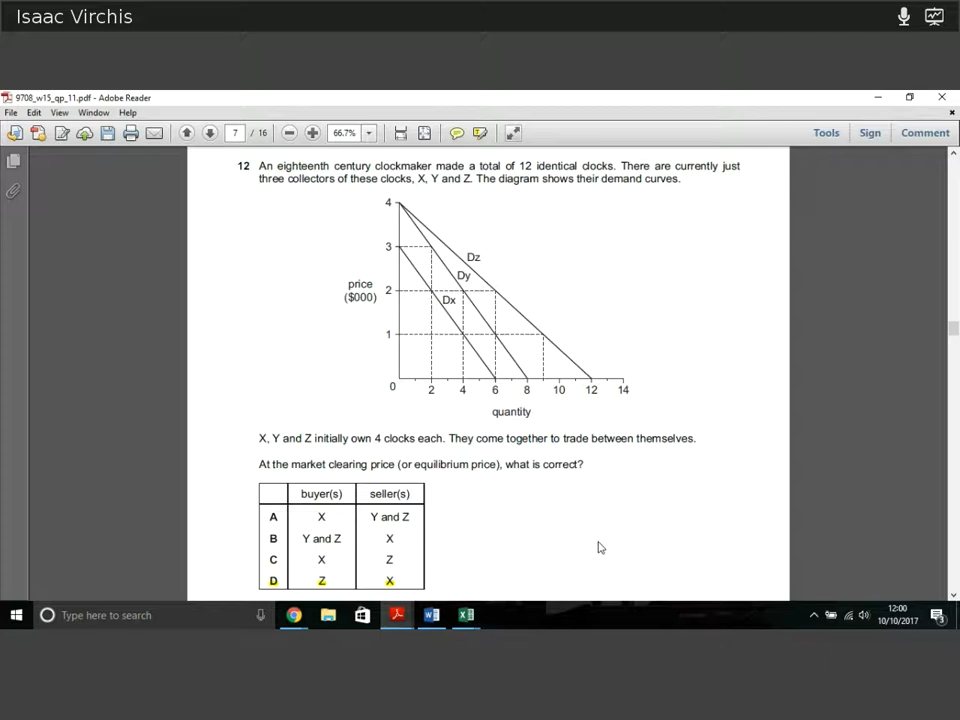 Isaac Virchis
9708_w15_qp_11.pdf - Adobe Reader
File Edit View Window Help
7 / 16 66.7% Tools Sign Comment
12 An eighteenth century clockmaker made a total of 12 identical clocks. There are currently just
three collectors of these clocks, X, Y and Z. The diagram shows their demand curves.
4
3
2
1
0
price
($000)
Dz
Dy
Dx
2 4 6 8 10 12 14
quantity
X, Y and Z initially own 4 clocks each. They come together to trade between themselves.
At the market clearing price (or equilibrium price), what is correct?
buyer(s) seller(s)
A X Y and Z
B Y and Z X
C X Z
D Z X
Type here to search
12:00
10/10/2017
3